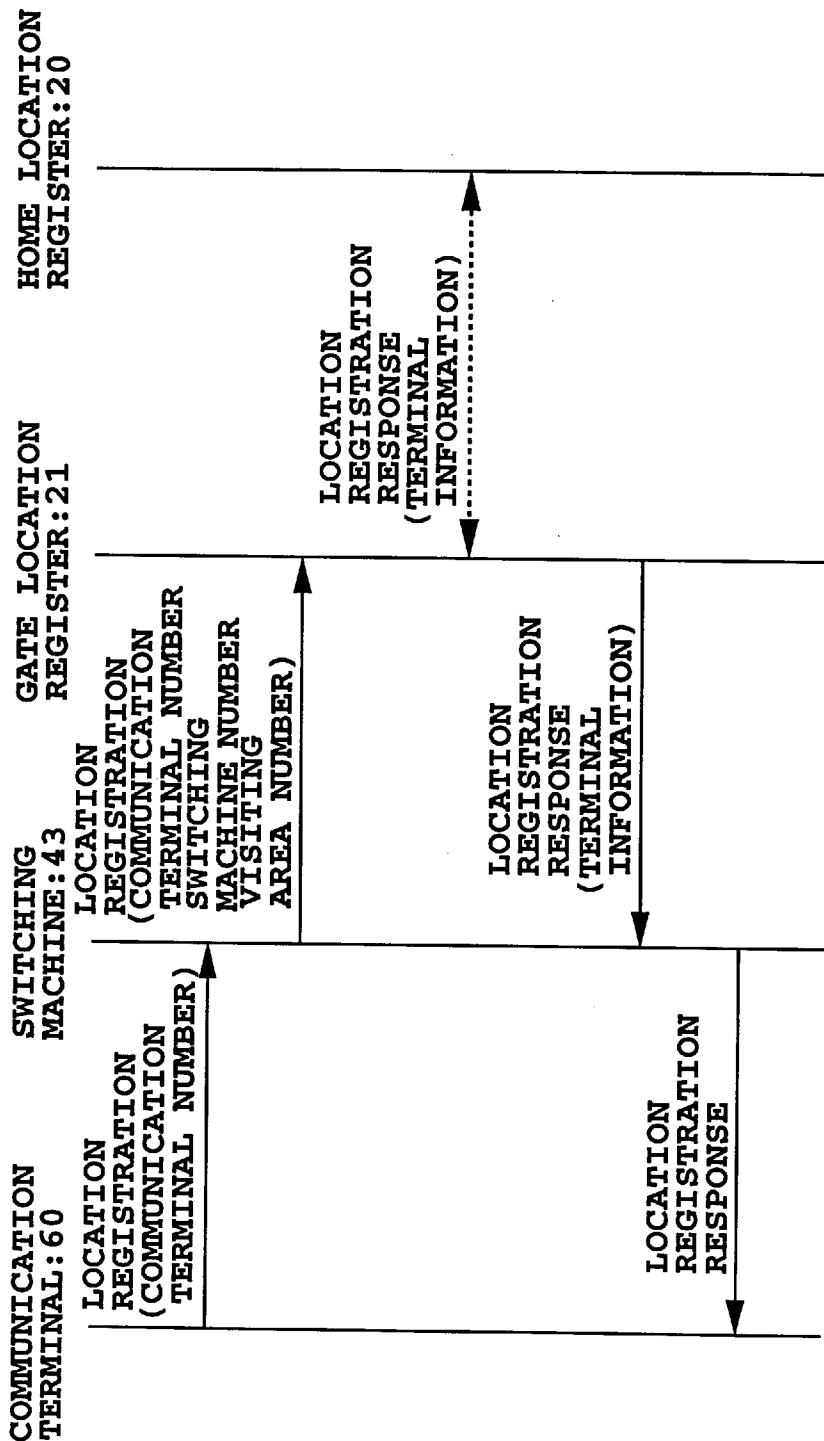 COMMUNICATION
TERMINAL:60
SWITCHING
MACHINE:43
GATE LOCATION
REGISTER:21
HOME LOCATION
REGISTER:20
LOCATION
REGISTRATION
(COMMUNICATION
TERMINAL NUMBER)
LOCATION
REGISTRATION
(COMMUNICATION
TERMINAL NUMBER
SWITCHING
MACHINE NUMBER
VISITING
AREA NUMBER)
LOCATION
REGISTRATION
RESPONSE
(TERMINAL
INFORMATION)
LOCATION
REGISTRATION
RESPONSE
(TERMINAL
INFORMATION)
LOCATION
REGISTRATION
RESPONSE